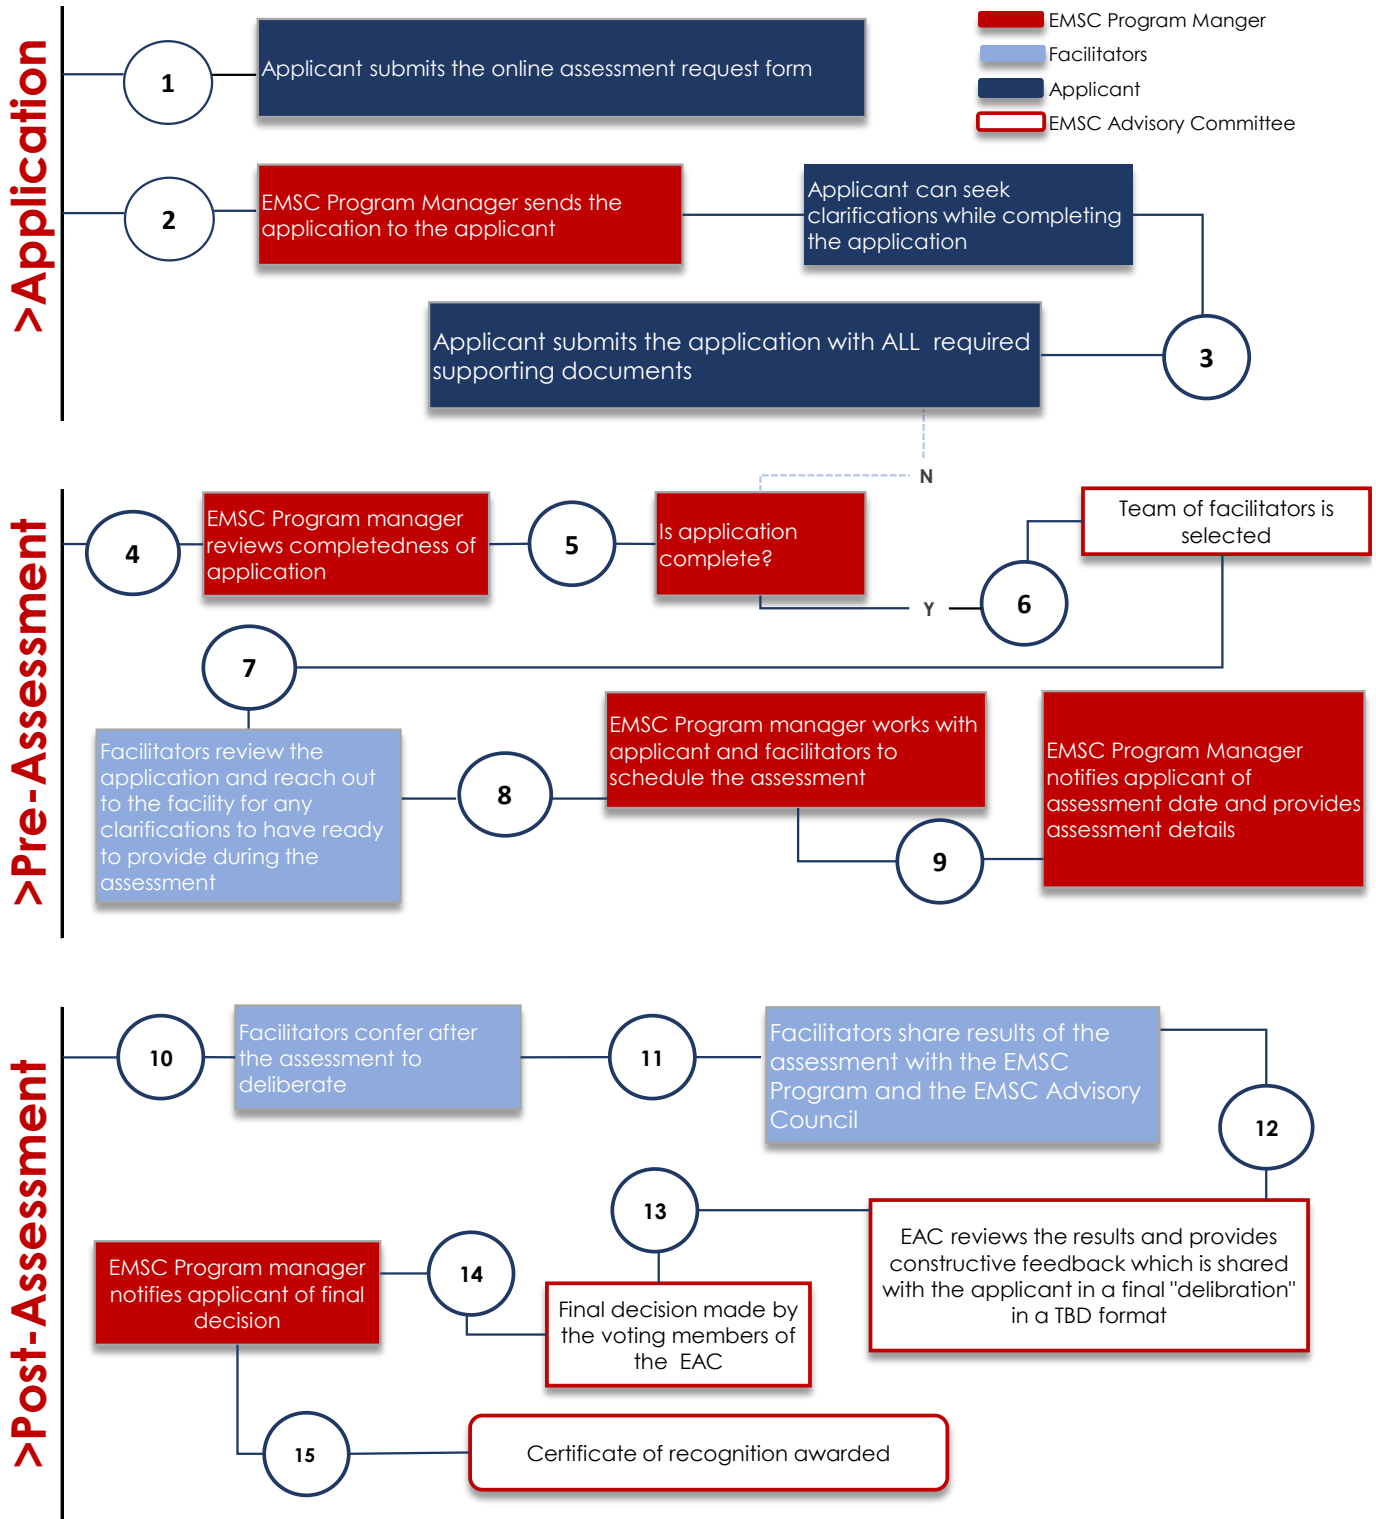 EMSC Program Manger
Facilitators
Applicant
EMSC Advisory Committee
>Application
1
Applicant submits the online assessment request form
2
EMSC Program Manager sends the
application to the applicant
Applicant can seek
clarifications while completing
the application
3
Applicant submits the application with ALL  required
supporting documents
N
>Pre-Assessment
4
EMSC Program manager
reviews completedness of
application
5
Is application
complete?
Y
6
Team of facilitators is
selected
7
Facilitators review the
application and reach out
to the facility for any
clarifications to have ready
to provide during the
assessment
8
EMSC Program manager works with
applicant and facilitators to
schedule the assessment
9
EMSC Program Manager
notifies applicant of
assessment date and provides
assessment details
>Post-Assessment
10
Facilitators confer after
the assessment to
deliberate
11
Facilitators share results of the
assessment with the EMSC
Program and the EMSC Advisory
Council
12
EAC reviews the results and provides
constructive feedback which is shared
with the applicant in a final "delibration"
in a TBD format
13
Final decision made by
the voting members of
the  EAC
14
EMSC Program manager
notifies applicant of final
decision
15
Certificate of recognition awarded